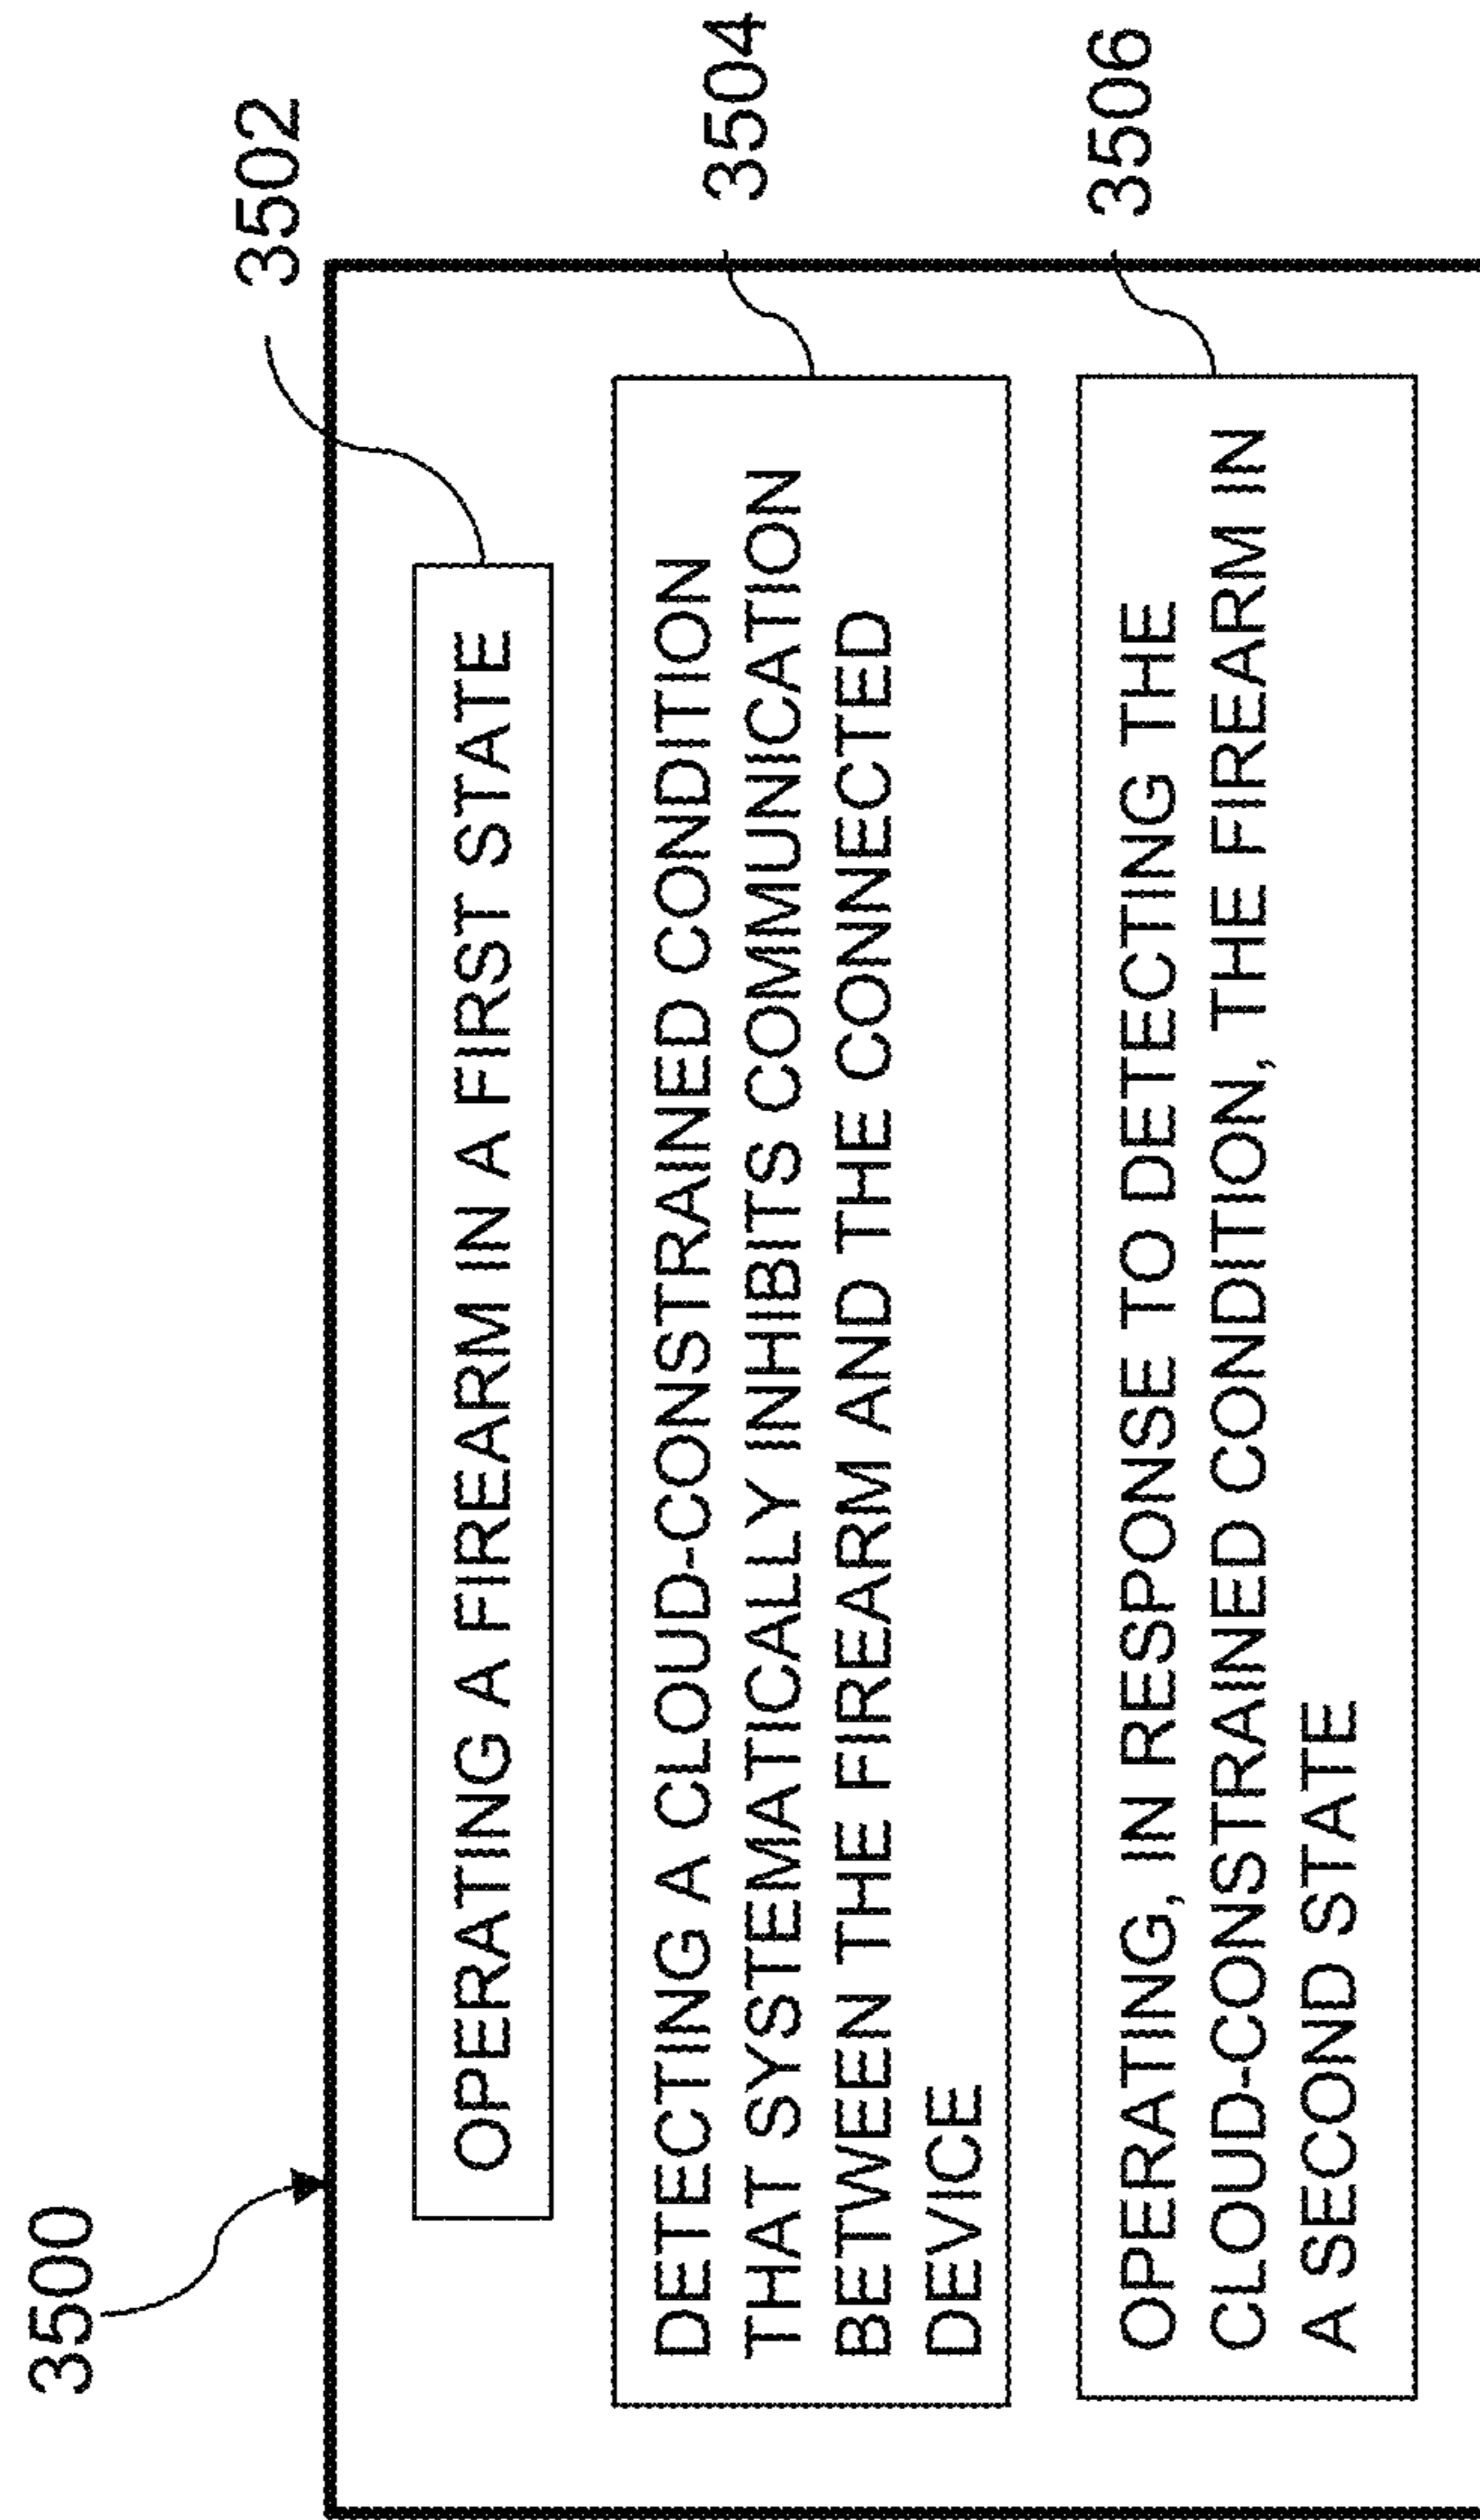 3500
3502
OPERATING A FIREARM IN A FIRST STATE
3504
DETECTING A CLOUD-CONSTRAINED CONDITION
THAT SYSTEMATICALLY INHIBITS COMMUNICATION
BETWEEN THE FIREARM AND THE CONNECTED
DEVICE
3506
OPERATING, IN RESPONSE TO DETECTING THE
CLOUD-CONSTRAINED CONDITION, THE FIREARM IN
A SECOND STATE